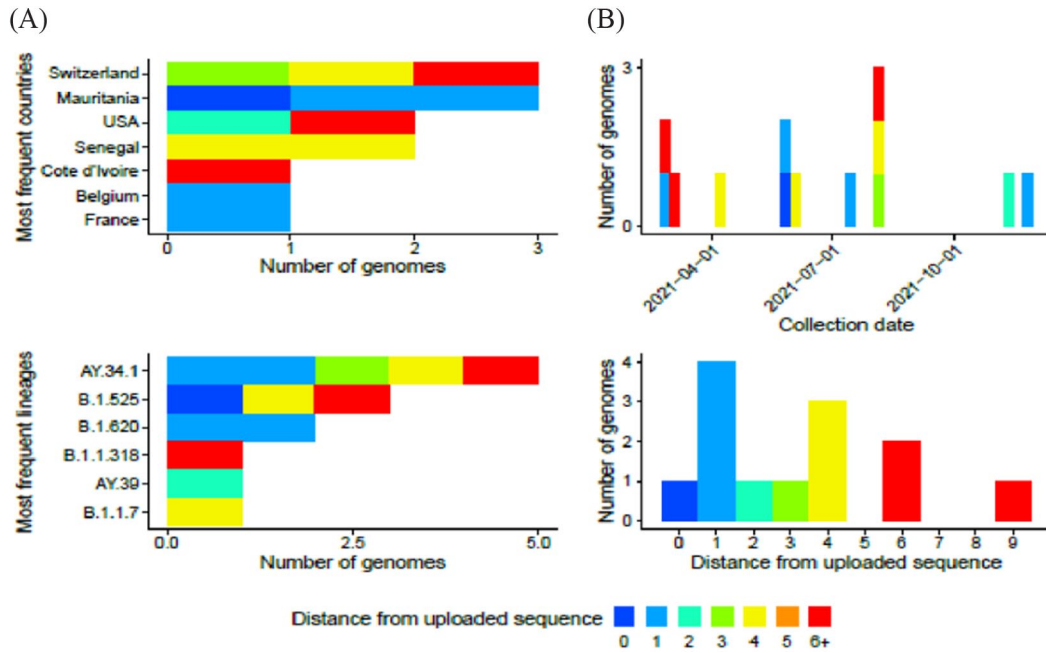 (A)
Most frequent countries
Switzerland
Mauritania
USA
Senegal
Cote d'Ivoire
Belgium
France
0 1 2 3
Number of genomes
(B)
Number of genomes
3
0
2021-04-01 2021-07-01 2021-10-01
Collection date
Most frequent lineages
AY.34.1
B.1.525
B.1.620
B.1.1.318
AY.39
B.1.1.7
0.0 2.5 5.0
Number of genomes
Number of genomes
4
3
2
1
0
0 1 2 3 4 5 6 7 8 9
Distance from uploaded sequence
Distance from uploaded sequence
0 1 2 3 4 5 6+